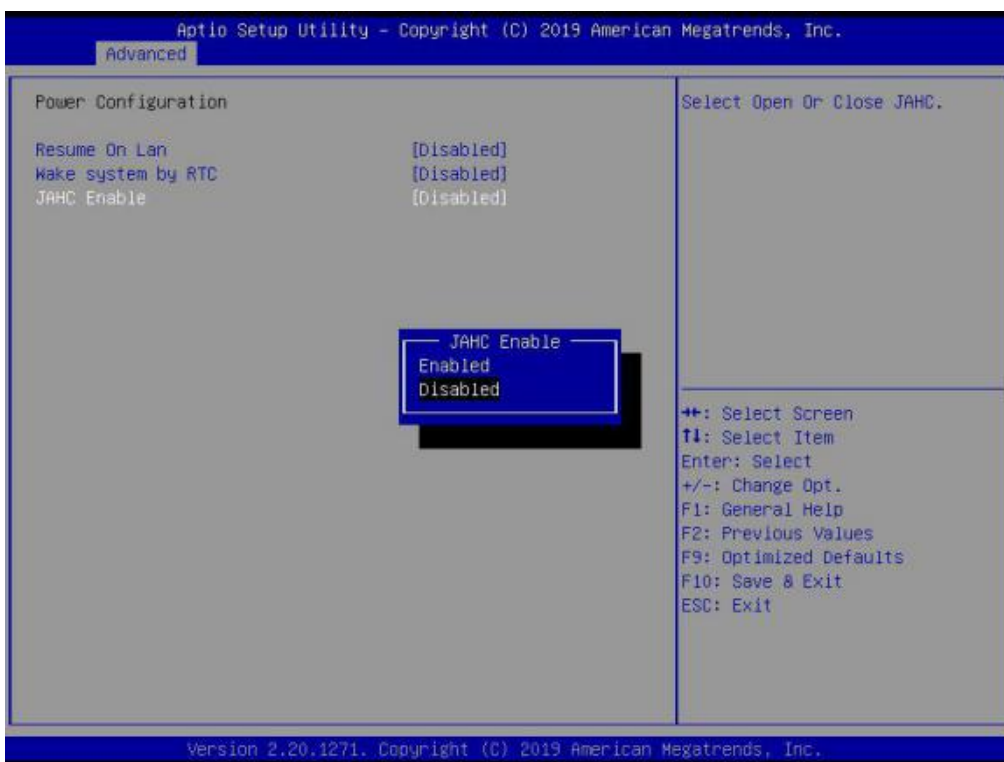 Aptio Setup Utility – Copyright (C) 2019 American Megatrends, Inc.
Advanced
Power Configuration
Resume On Lan [Disabled]
Wake system by RTC [Disabled]
JAHC Enable [Disabled]
Select Open Or Close JAHC.
JAHC Enable
Enabled
Disabled
→←: Select Screen
↑↓: Select Item
Enter: Select
+/-: Change Opt.
F1: General Help
F2: Previous Values
F9: Optimized Defaults
F10: Save & Exit
ESC: Exit
Version 2.20.1271. Copyright (C) 2019 American Megatrends, Inc.